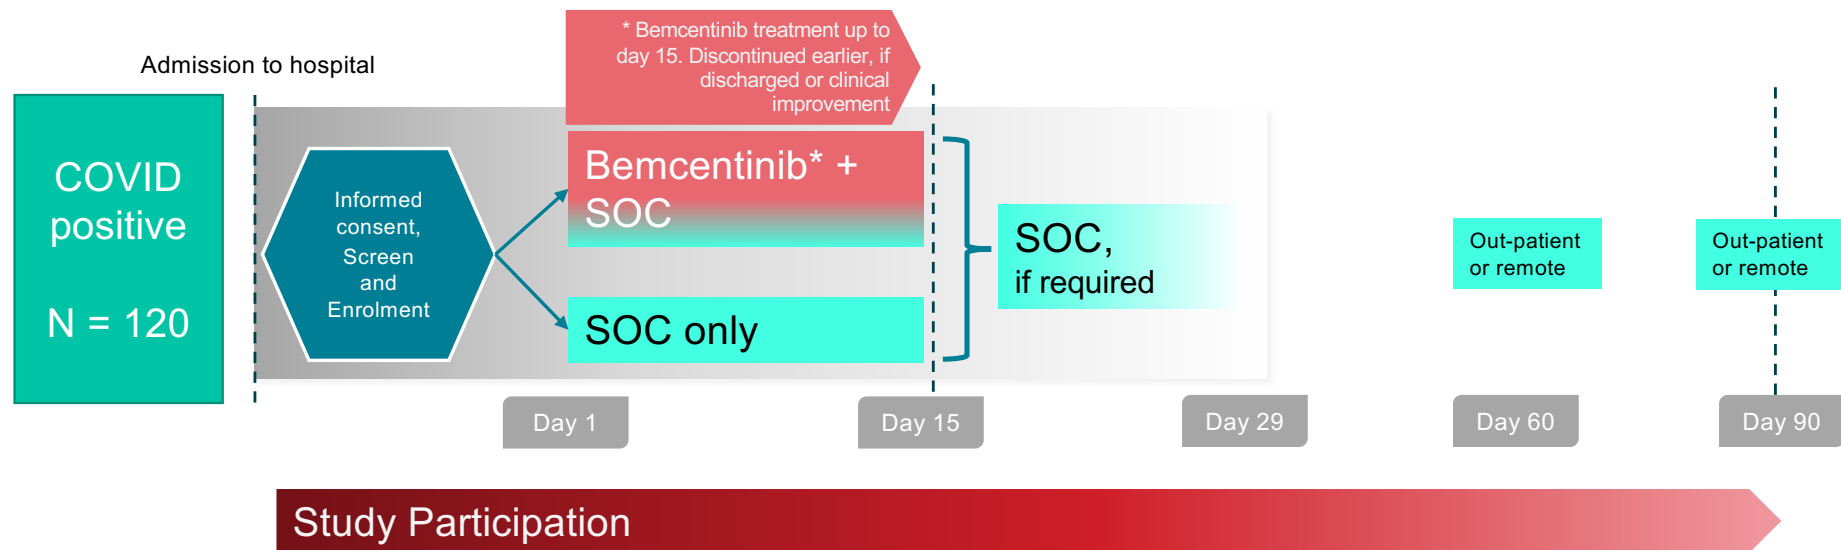 Admission to hospital
COVID
positive
N = 120
* Bemcentinib treatment up to
day 15. Discontinued earlier, if
discharged or clinical
improvement
Informed
consent,
Screen
and
Enrolment
Bemcentinib* +
SOC
SOC only
SOC,
if required
Out-patient
or remote
Out-patient
or remote
Day 1
Day 15
Day 29
Day 60
Day 90
Study Participation